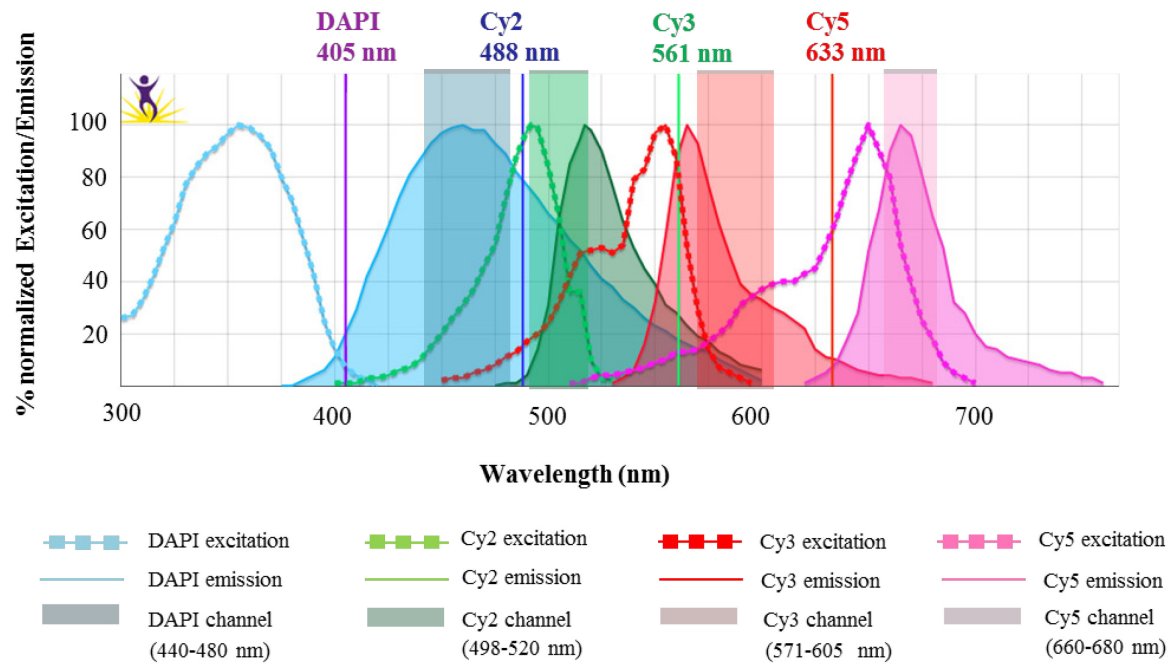 DAPI Cy2 Cy3 Cy5
405 nm 488 nm 561 nm 633 nm
% normalized Excitation/Emission
100
80
60
40
20
300 400 500 600 700
Wavelength (nm)
DAPI excitation Cy2 excitation Cy3 excitation Cy5 excitation
DAPI emission Cy2 emission Cy3 emission Cy5 emission
DAPI channel Cy2 channel Cy3 channel Cy5 channel
(440-480 nm) (498-520 nm) (571-605 nm) (660-680 nm)